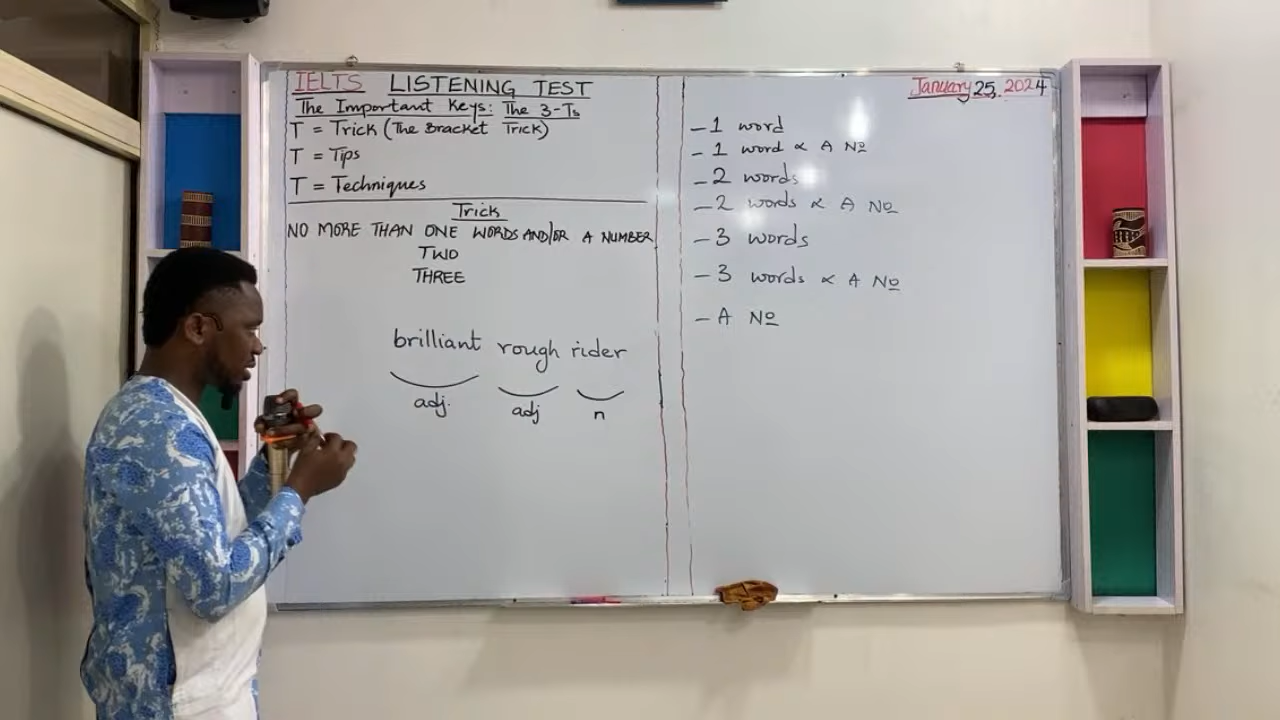 IELTS LISTENING TEST
The Important Keys: The 3-Ts
T = Trick (The Bracket Trick)
T = Tips
T = Techniques
Trick
NO MORE THAN ONE WORDS AND/OR A NUMBER
TWO
THREE
brilliant rough rider
adj. adj n
January 25, 2024
- 1 word
- 1 word & A No
- 2 words
- 2 words & A No
- 3 words
- 3 words & A No
- A No